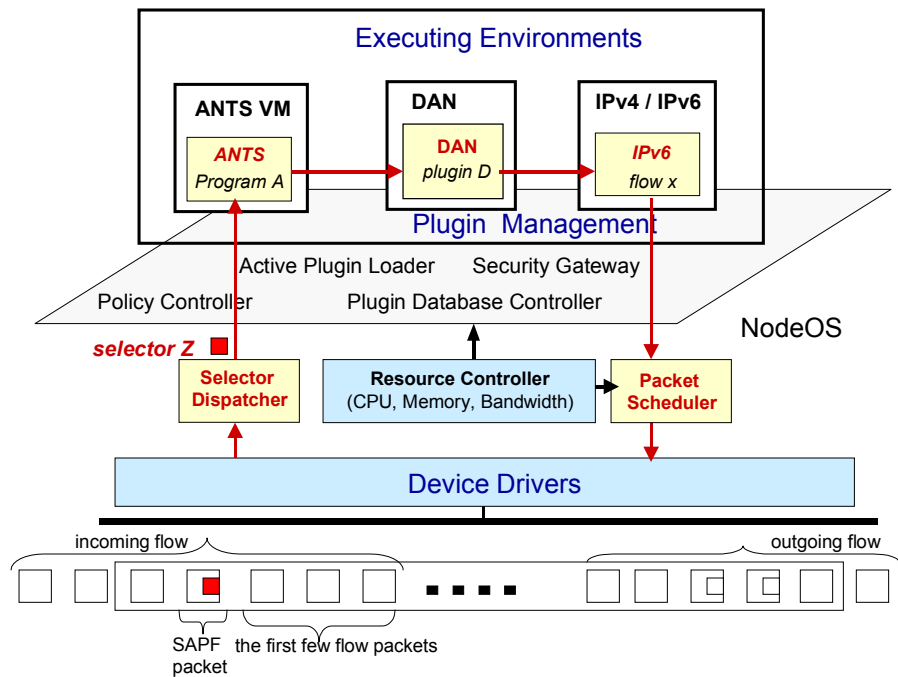 Executing Environments
ANTS VM
DAN
IPv4 / IPv6
ANTS
Program A
DAN
plugin D
IPv6
flow x
Plugin Management
Active Plugin Loader
Security Gateway
Policy Controller
Plugin Database Controller
NodeOS
selector Z
Selector
Dispatcher
Resource Controller
(CPU, Memory, Bandwidth)
Packet
Scheduler
Device Drivers
incoming flow
outgoing flow
SAPF
packet
the first few flow packets